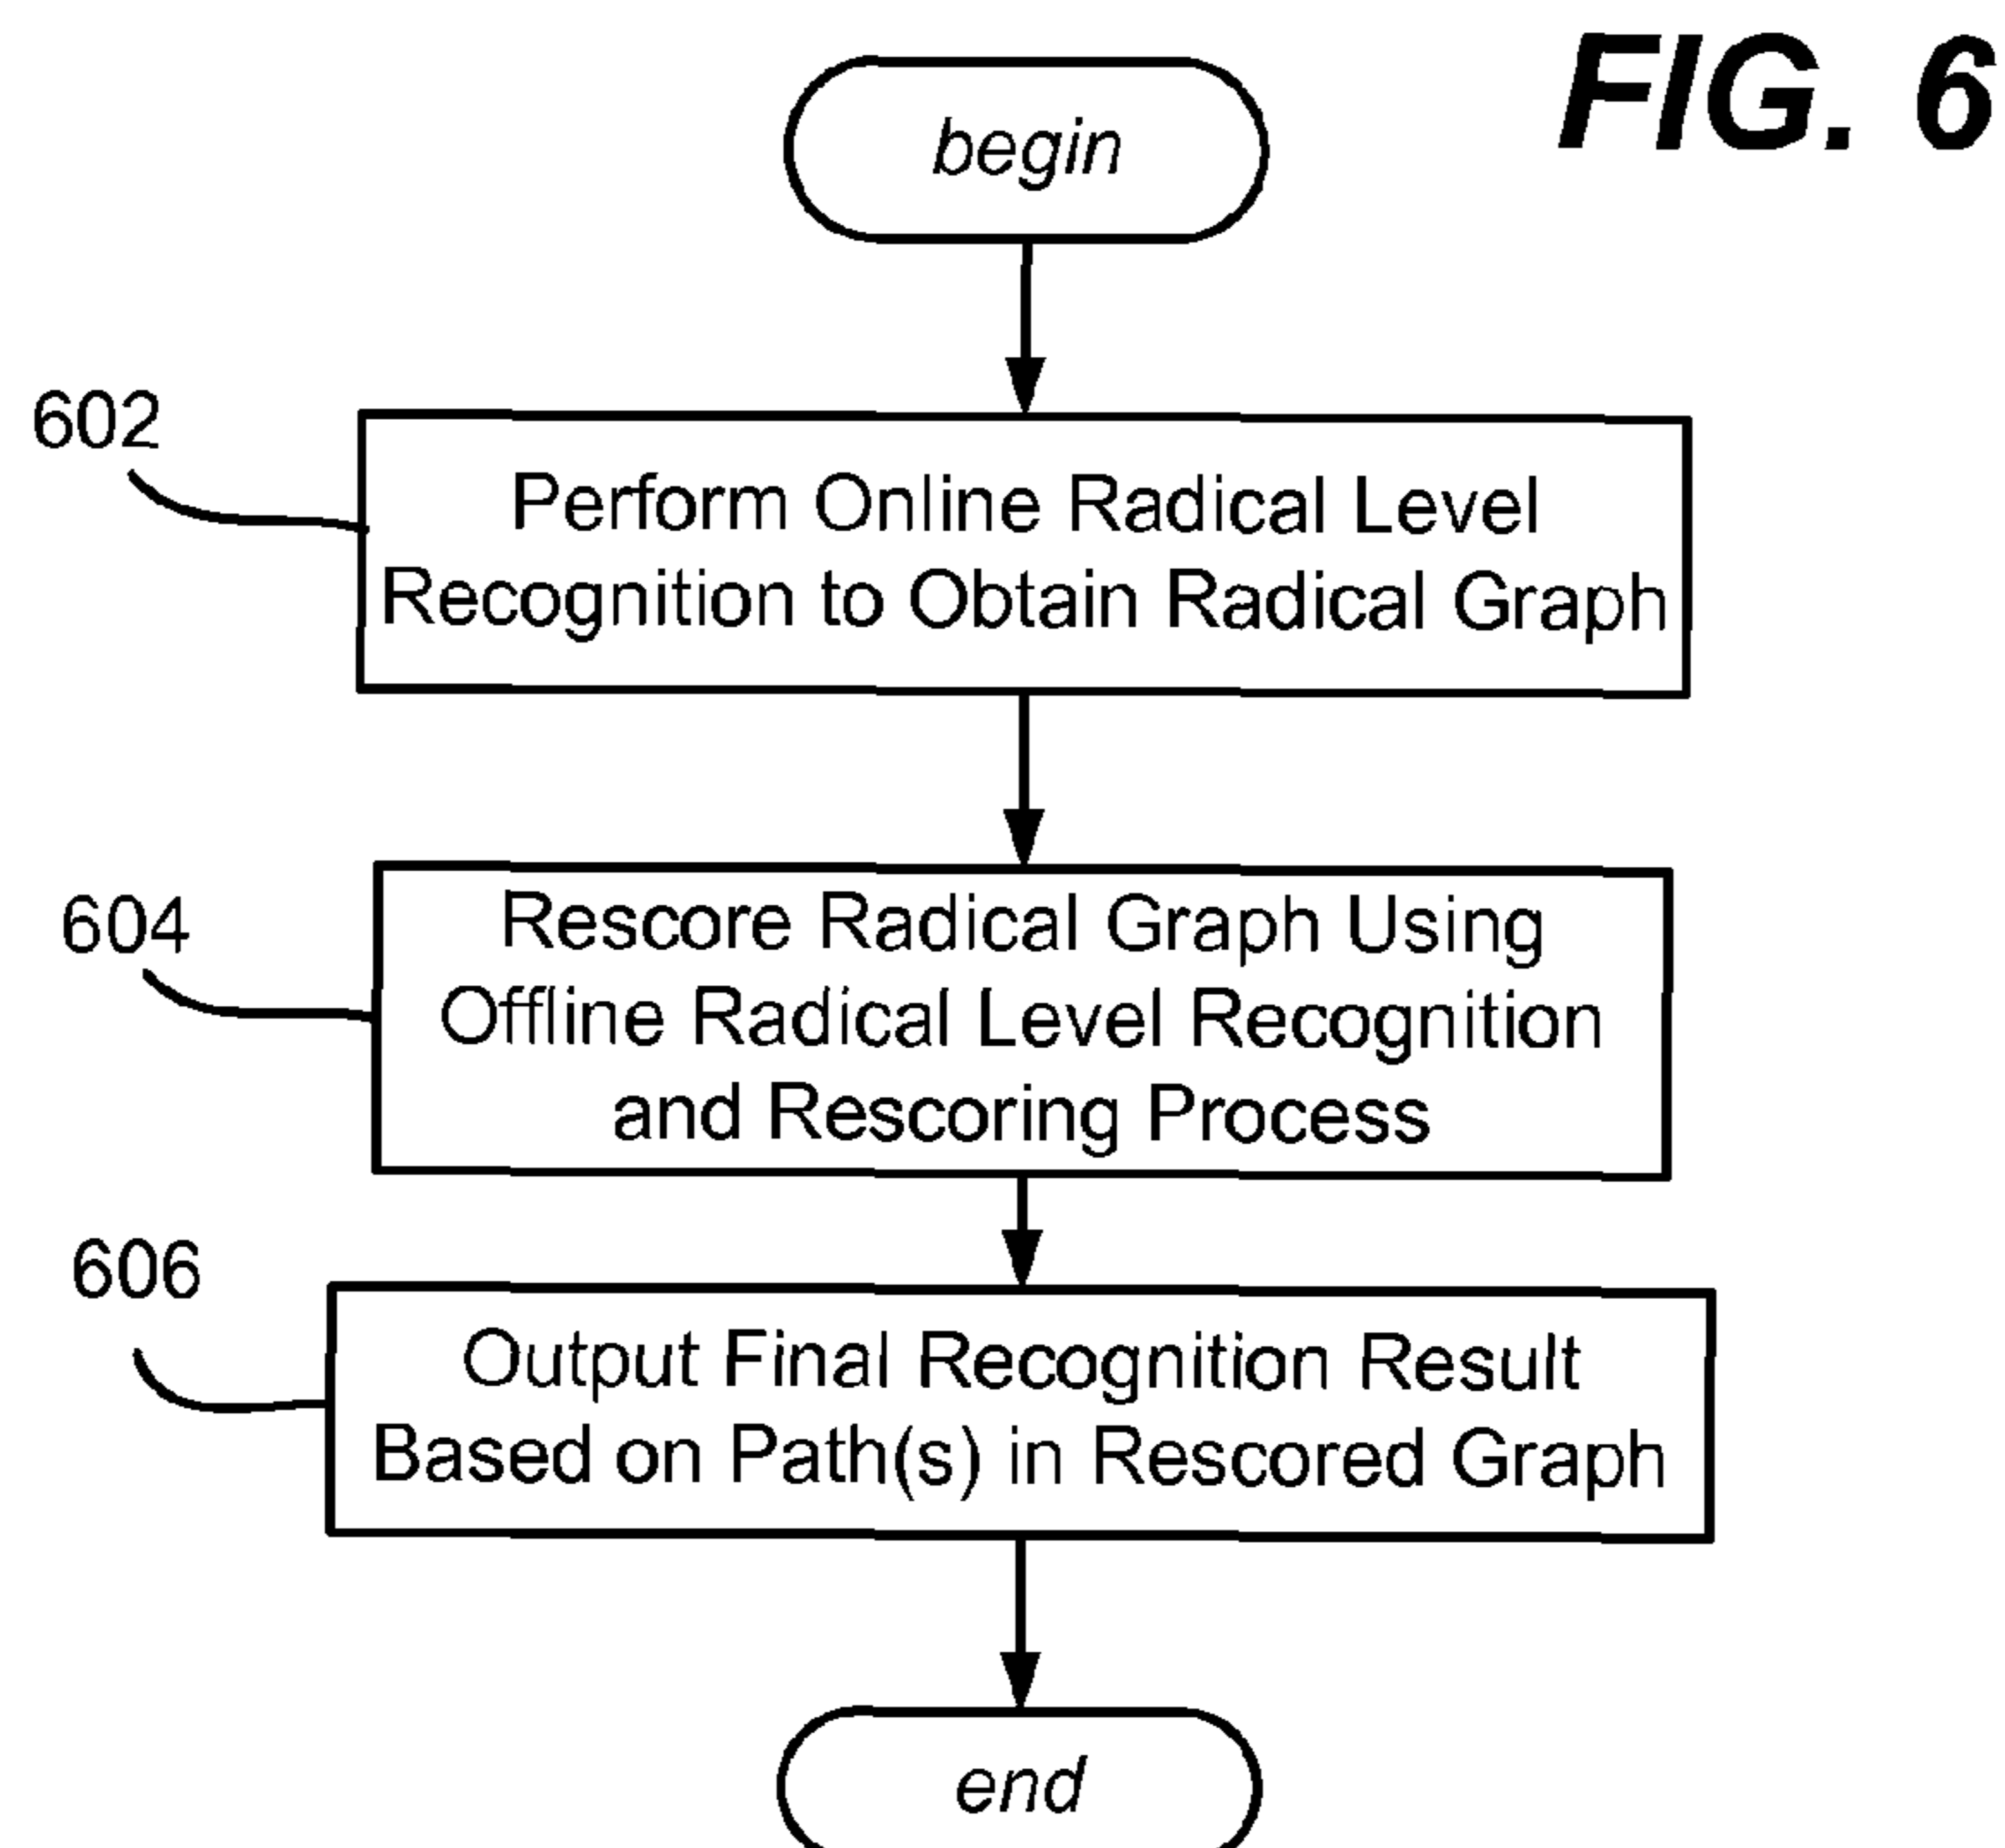 FIG. 6
begin
602
Perform Online Radical Level
Recognition to Obtain Radical Graph
604
Rescore Radical Graph Using
Offline Radical Level Recognition
and Rescoring Process
606
Output Final Recognition Result
Based on Path(s) in Rescored Graph
end